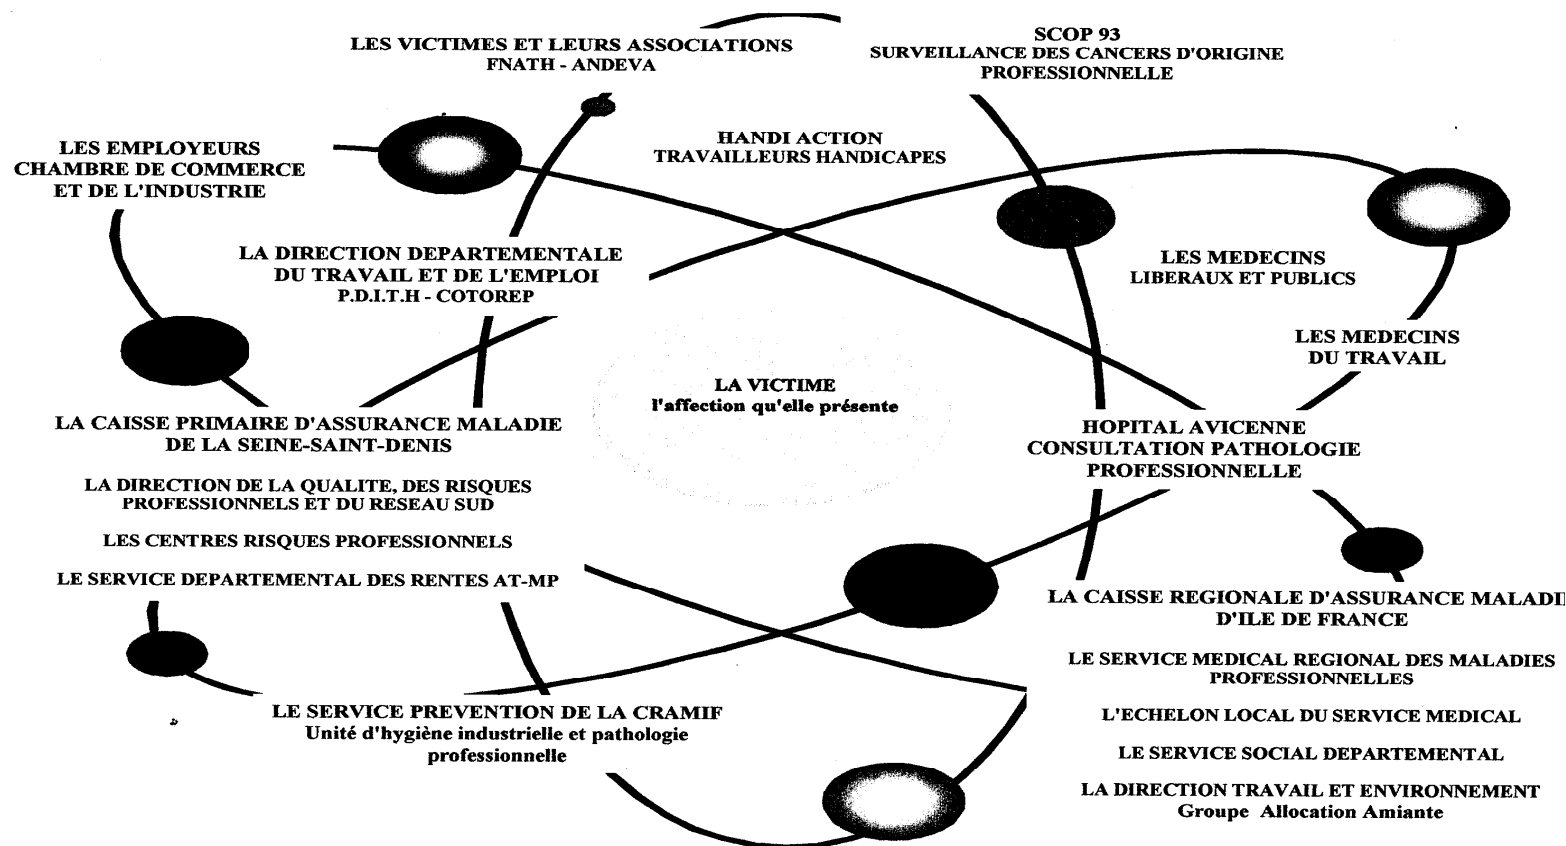 LES VICTIMES ET LEURS ASSOCIATIONS
FNATH - ANDEVA
SCOP 93
SURVEILLANCE DES CANCERS D'ORIGINE
PROFESSIONNELLE
HANDI ACTION
TRAVAILLEURS HANDICAPES
LES EMPLOYEURS
CHAMBRE DE COMMERCE
ET DE L'INDUSTRIE
LA DIRECTION DEPARTEMENTALE
DU TRAVAIL ET DE L'EMPLOI
P.D.I.T.H - COTOREP
LES MEDECINS
LIBERAUX ET PUBLICS
LES MEDECINS
DU TRAVAIL
LA VICTIME
l'affection qu'elle présente
LA CAISSE PRIMAIRE D'ASSURANCE MALADIE
DE LA SEINE-SAINT-DENIS
LA DIRECTION DE LA QUALITE, DES RISQUES
PROFESSIONNELS ET DU RESEAU SUD
LES CENTRES RISQUES PROFESSIONNELS
LE SERVICE DEPARTEMENTAL DES RENTES AT-MP
HOPITAL AVICENNE
CONSULTATION PATHOLOGIE
PROFESSIONNELLE
LE SERVICE PREVENTION DE LA CRAMIF
Unité d'hygiène industrielle et pathologie
professionnelle
LA CAISSE REGIONALE D'ASSURANCE MALADI
D'ILE DE FRANCE
LE SERVICE MEDICAL REGIONAL DES MALADIES
PROFESSIONNELLES
L'ECHELON LOCAL DU SERVICE MEDICAL
LE SERVICE SOCIAL DEPARTEMENTAL
LA DIRECTION TRAVAIL ET ENVIRONNEMENT
Groupe Allocation Amiante